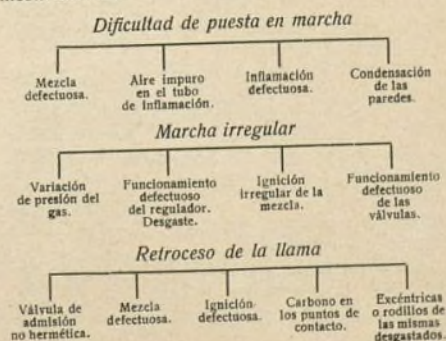 Dificultad de puesta en marcha
Mezcla
defectuosa.
Aire impuro
en el tubo
de inflamación.
Inflamación
defectuosa.
Condensación
de las
paredes.
Marcha irregular
Variación
de presión del
gas.
Funcionamiento
defectuoso
del regulador.
Desgaste.
Ignición
irregular de la
mezcla.
Funcionamiento
defectuoso
de las
válvulas.
Retroceso de la llama
Válvula de
admisión
no hermética.
Mezcla
defectuosa.
Ignición
defectuosa.
Carbono en
los puntos de
contacto.
Excéntricas
o rodillos de
las mismas
desgastados.